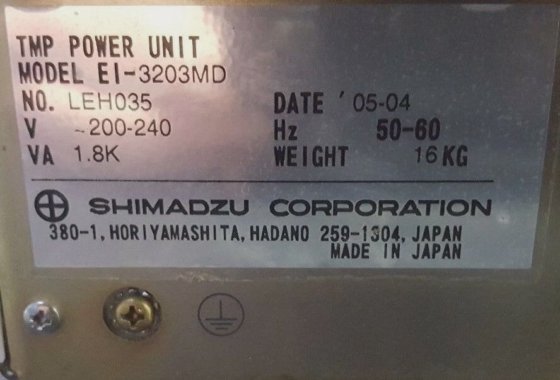 TMP POWER UNIT
MODEL EI-3203MD
NO. LEH035 DATE '05-04
V ~200-240 Hz 50-60
VA 1.8K WEIGHT 16KG
SHIMADZU CORPORATION
380-1, HORIYAMASHITA, HADANO 259-1304, JAPAN
MADE IN JAPAN